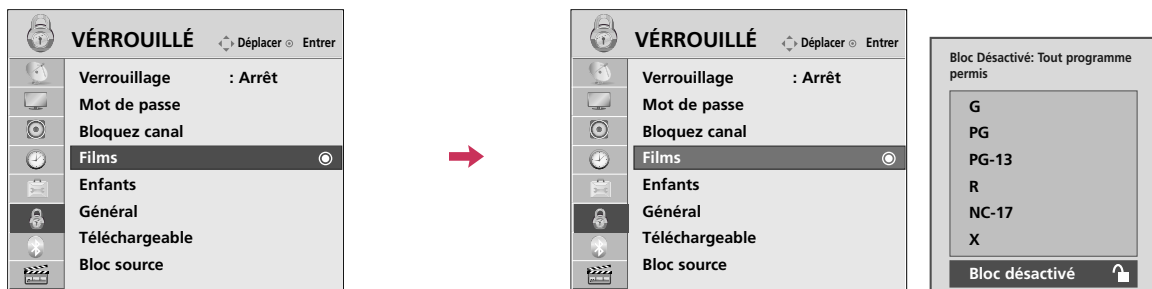 VÉRROUILLÉ Déplacer Entrer
Verrouillage : Arrêt
Mot de passe
Bloquez canal
Films
Enfants
Général
Téléchargeable
Bloc source
VÉRROUILLÉ Déplacer Entrer
Verrouillage : Arrêt
Mot de passe
Bloquez canal
Films
Enfants
Général
Téléchargeable
Bloc source
Bloc Désactivé: Tout programme
permis
G
PG
PG-13
R
NC-17
X
Bloc désactivé